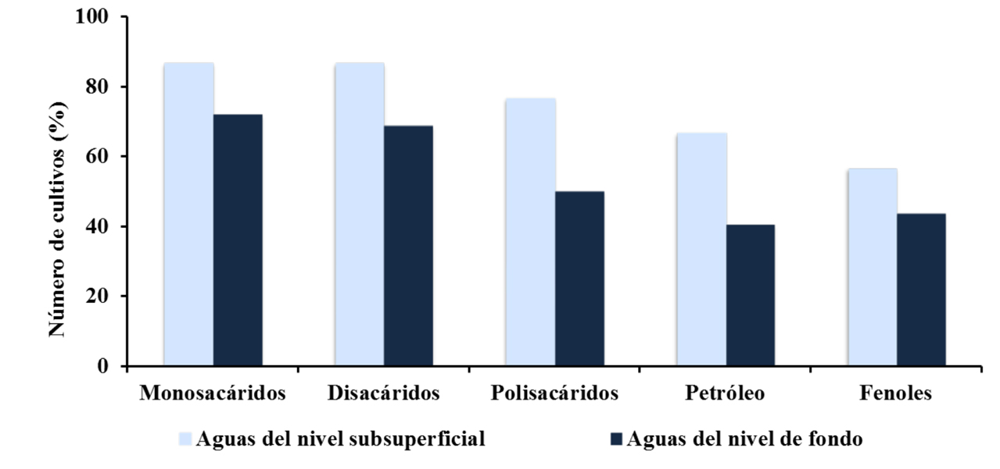 100
80
60
40
20
0
Número de cultivos (%)
Monosacáridos Disacáridos Polisacáridos Petróleo Fenoles
Aguas del nivel subsuperficial Aguas del nivel de fondo